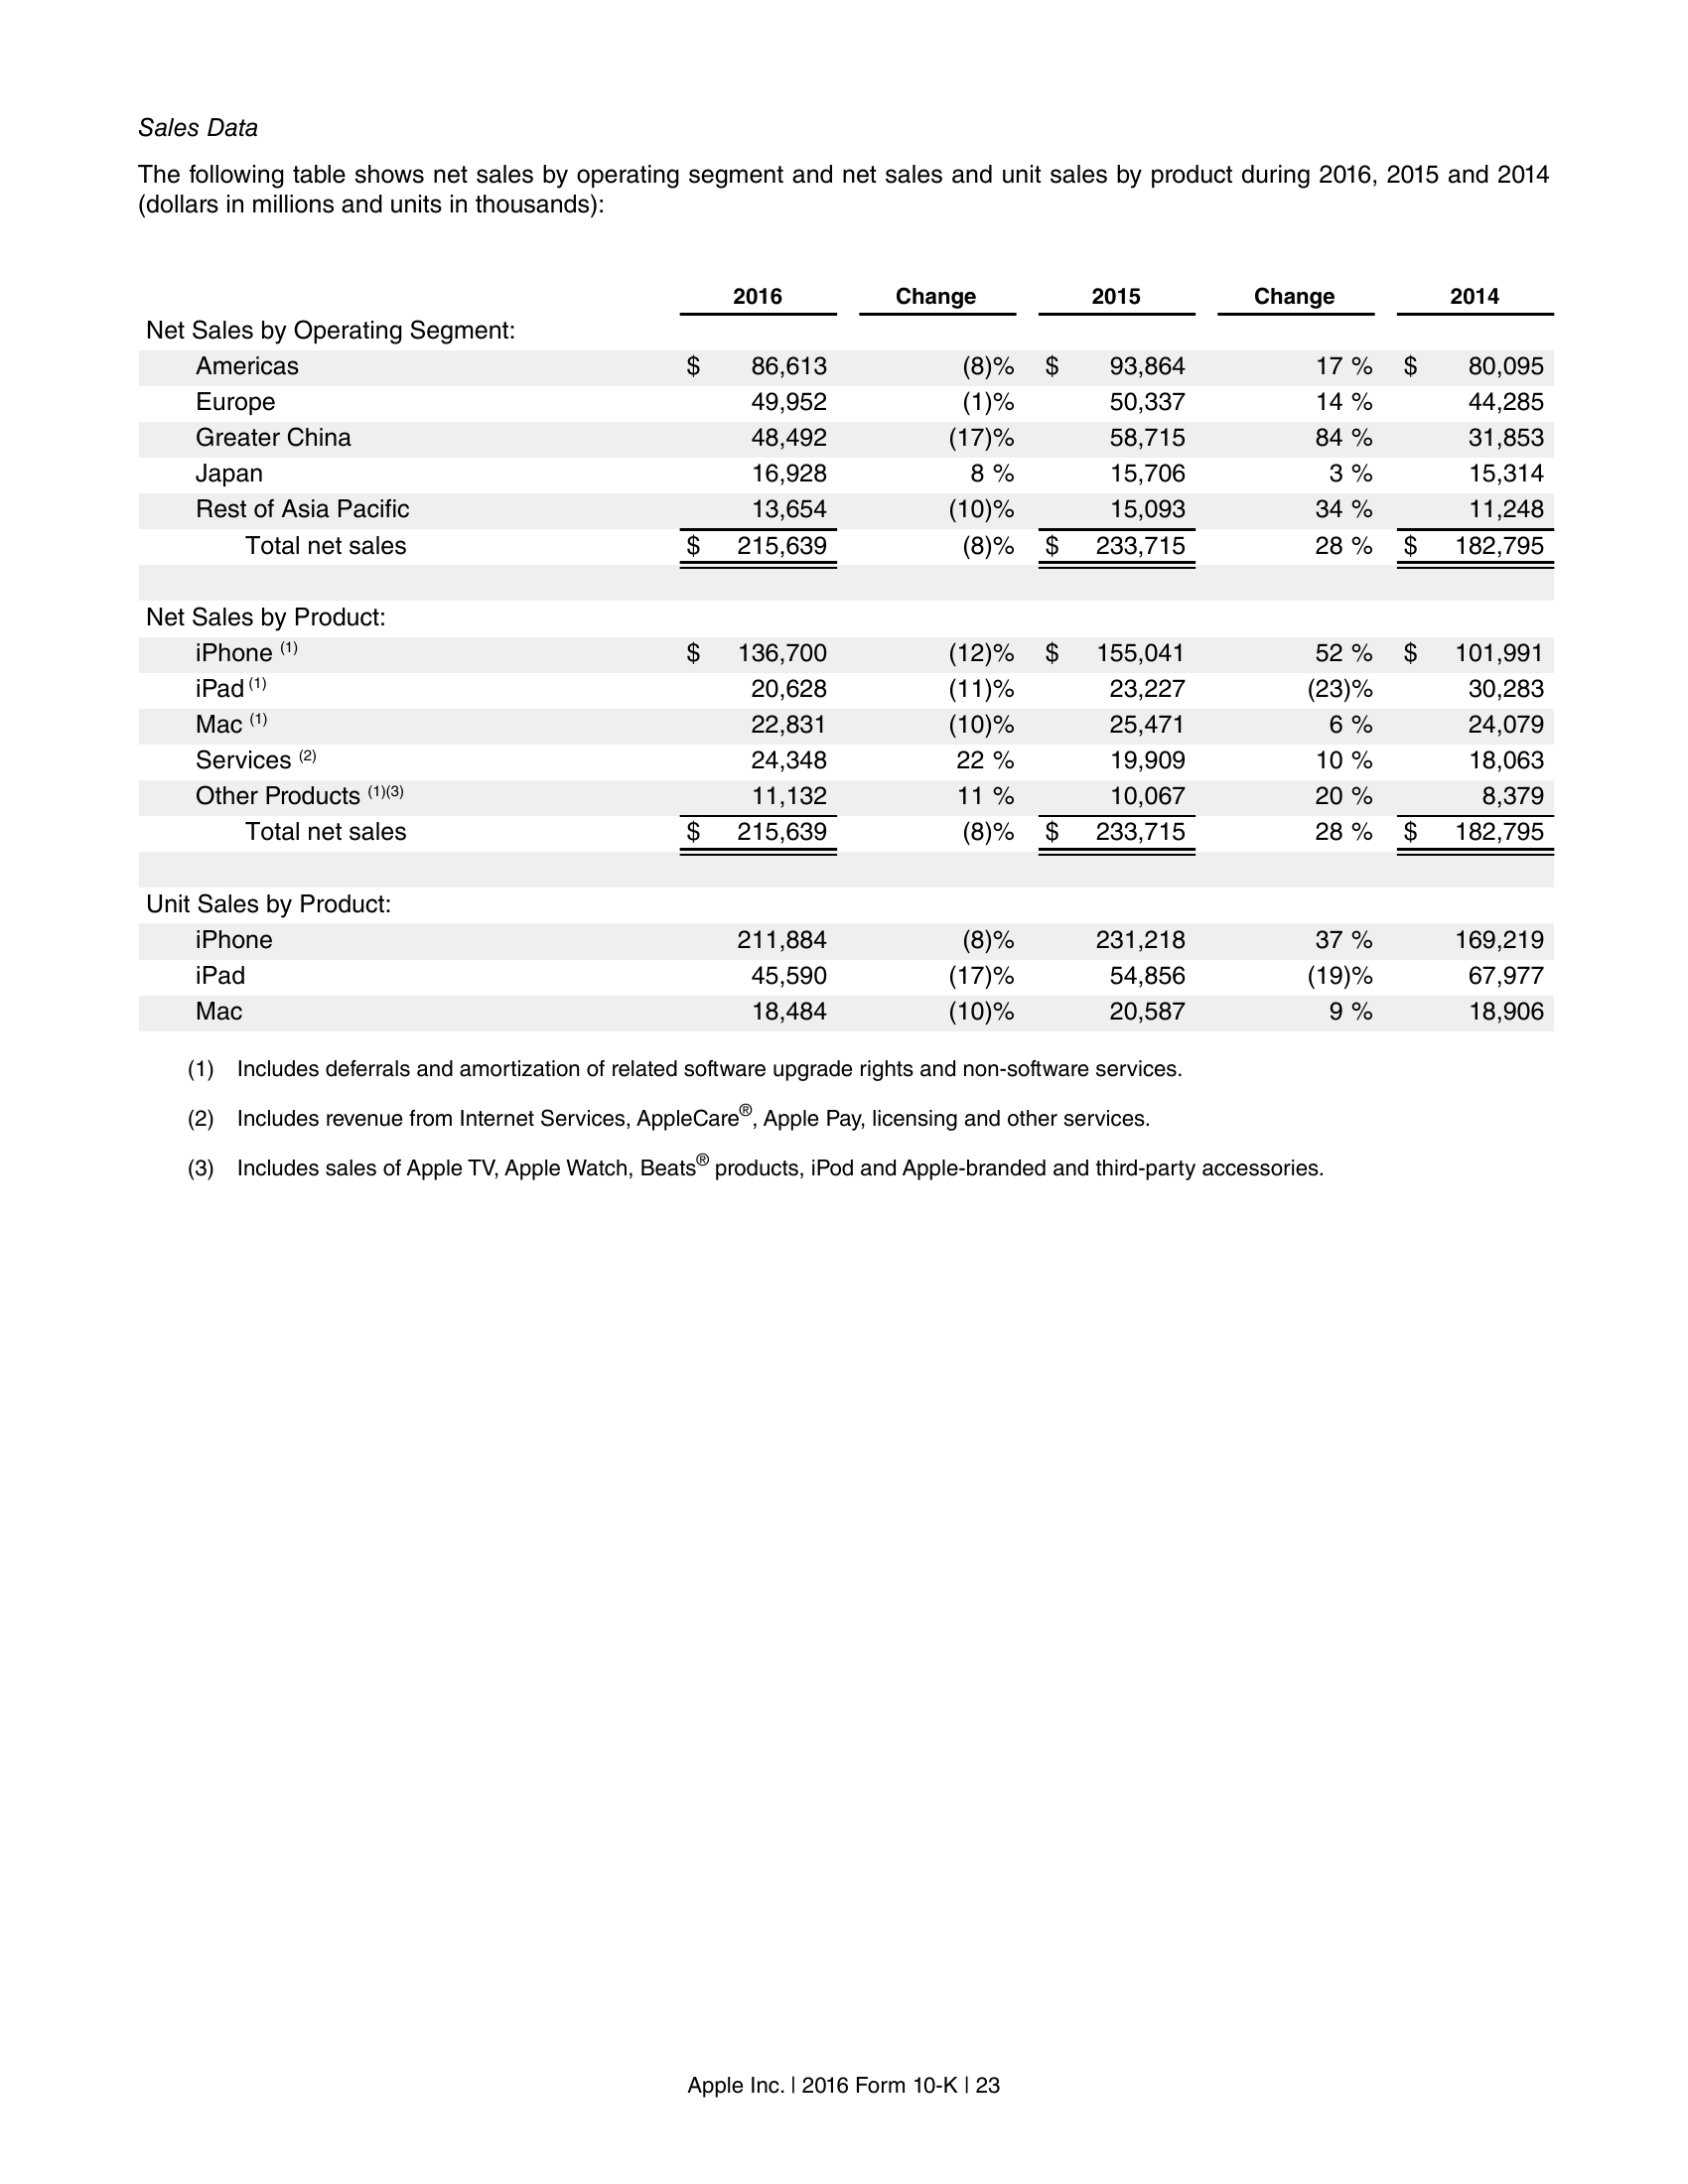 Sales Data
The following table shows net sales by operating segment and net sales and unit sales by product during 2016, 2015 and 2014
(dollars in millions and units in thousands):
2016 Change 2015 Change 2014
Net Sales by Operating Segment:
Americas $ 86,613 (8)% $ 93,864 17 % $ 80,095
Europe 49,952 (1)% 50,337 14 % 44,285
Greater China 48,492 (17)% 58,715 84 % 31,853
Japan 16,928 8 % 15,706 3 % 15,314
Rest of Asia Pacific 13,654 (10)% 15,093 34 % 11,248
Total net sales $ 215,639 (8)% $ 233,715 28 % $ 182,795
Net Sales by Product:
iPhone (1) $ 136,700 (12)% $ 155,041 52 % $ 101,991
iPad (1) 20,628 (11)% 23,227 (23)% 30,283
Mac (1) 22,831 (10)% 25,471 6 % 24,079
Services (2) 24,348 22 % 19,909 10 % 18,063
Other Products (1)(3) 11,132 11 % 10,067 20 % 8,379
Total net sales $ 215,639 (8)% $ 233,715 28 % $ 182,795
Unit Sales by Product:
iPhone 211,884 (8)% 231,218 37 % 169,219
iPad 45,590 (17)% 54,856 (19)% 67,977
Mac 18,484 (10)% 20,587 9 % 18,906
(1) Includes deferrals and amortization of related software upgrade rights and non-software services.
(2) Includes revenue from Internet Services, AppleCare®, Apple Pay, licensing and other services.
(3) Includes sales of Apple TV, Apple Watch, Beats® products, iPod and Apple-branded and third-party accessories.
Apple Inc. | 2016 Form 10-K | 23